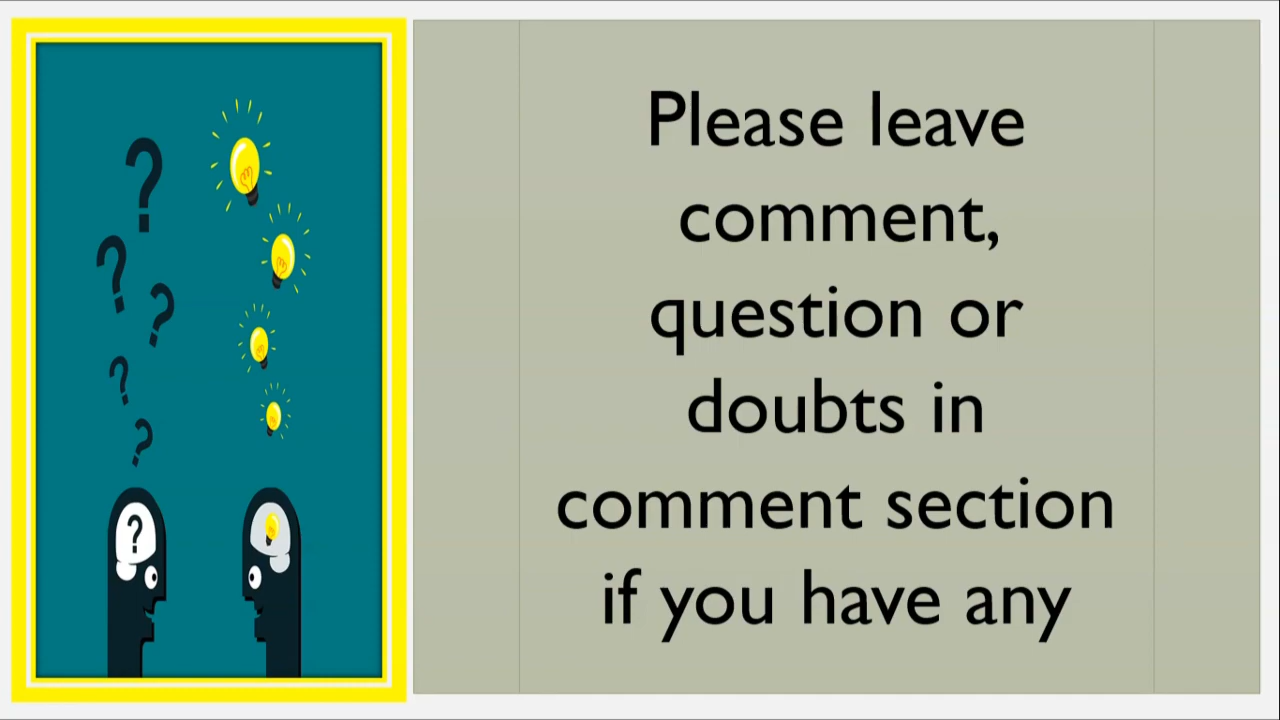 Please leave
comment,
question or
doubts in
comment section
if you have any